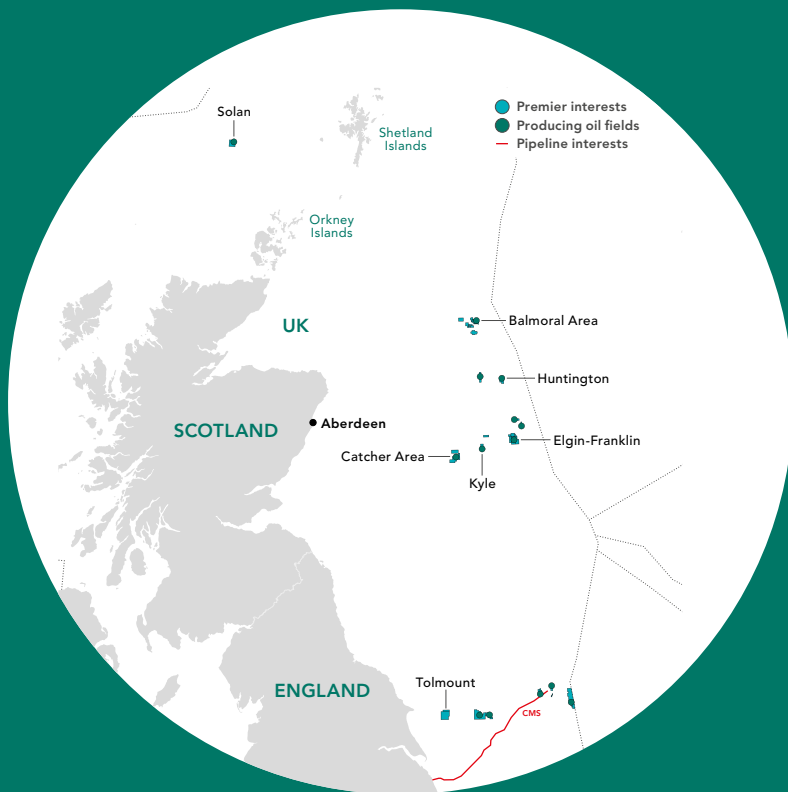 Solan
Premier interests
Producing oil fields
Pipeline interests
Shetland
Islands
Orkney
Islands
UK
Balmoral Area
Huntington
SCOTLAND
Aberdeen
Elgin-Franklin
Catcher Area
Kyle
ENGLAND
Tolmount
CMS